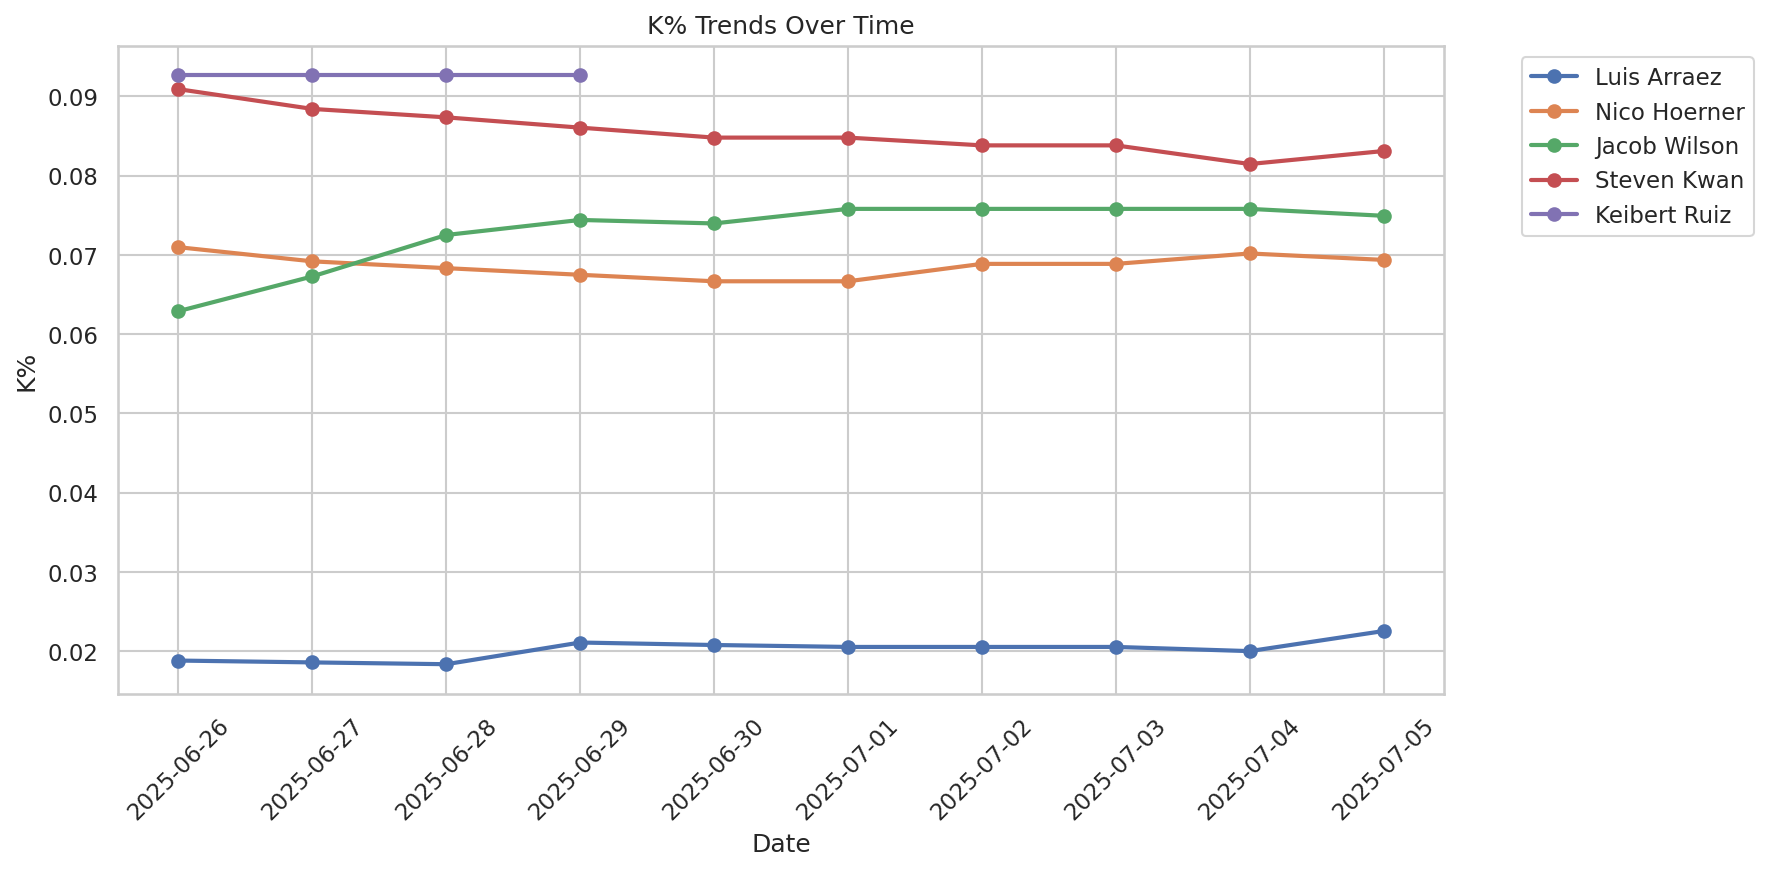 K% Trends Over Time
Luis Arraez
Nico Hoerner
Jacob Wilson
Steven Kwan
Keibert Ruiz
K%
0.09
0.08
0.07
0.06
0.05
0.04
0.03
0.02
2025-06-26
2025-06-27
2025-06-28
2025-06-29
2025-06-30
2025-07-01
2025-07-02
2025-07-03
2025-07-04
2025-07-05
Date